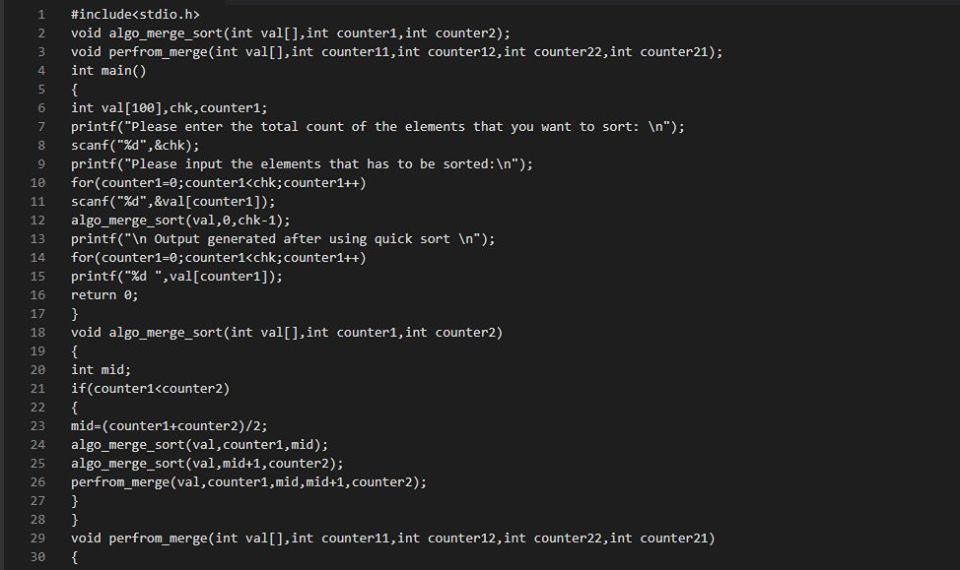 1 #include<stdio.h>
2 void algo_merge_sort(int val[],int counter1,int counter2);
3 void perfrom_merge(int val[],int counter11,int counter12,int counter22,int counter21);
4 int main()
5 {
6 int val[100],chk,counter1;
7 printf("Please enter the total count of the elements that you want to sort: \n");
8 scanf("%d",&chk);
9 printf("Please input the elements that has to be sorted:\n");
10 for(counter1=0;counter1<chk;counter1++)
11 scanf("%d",&val[counter1]);
12 algo_merge_sort(val,0,chk-1);
13 printf("\n Output generated after using quick sort \n");
14 for(counter1=0;counter1<chk;counter1++)
15 printf("%d ",val[counter1]);
16 return 0;
17 }
18 void algo_merge_sort(int val[],int counter1,int counter2)
19 {
20 int mid;
21 if(counter1<counter2)
22 {
23 mid=(counter1+counter2)/2;
24 algo_merge_sort(val,counter1,mid);
25 algo_merge_sort(val,mid+1,counter2);
26 perfrom_merge(val,counter1,mid,mid+1,counter2);
27 }
28 }
29 void perfrom_merge(int val[],int counter11,int counter12,int counter22,int counter21)
30 {